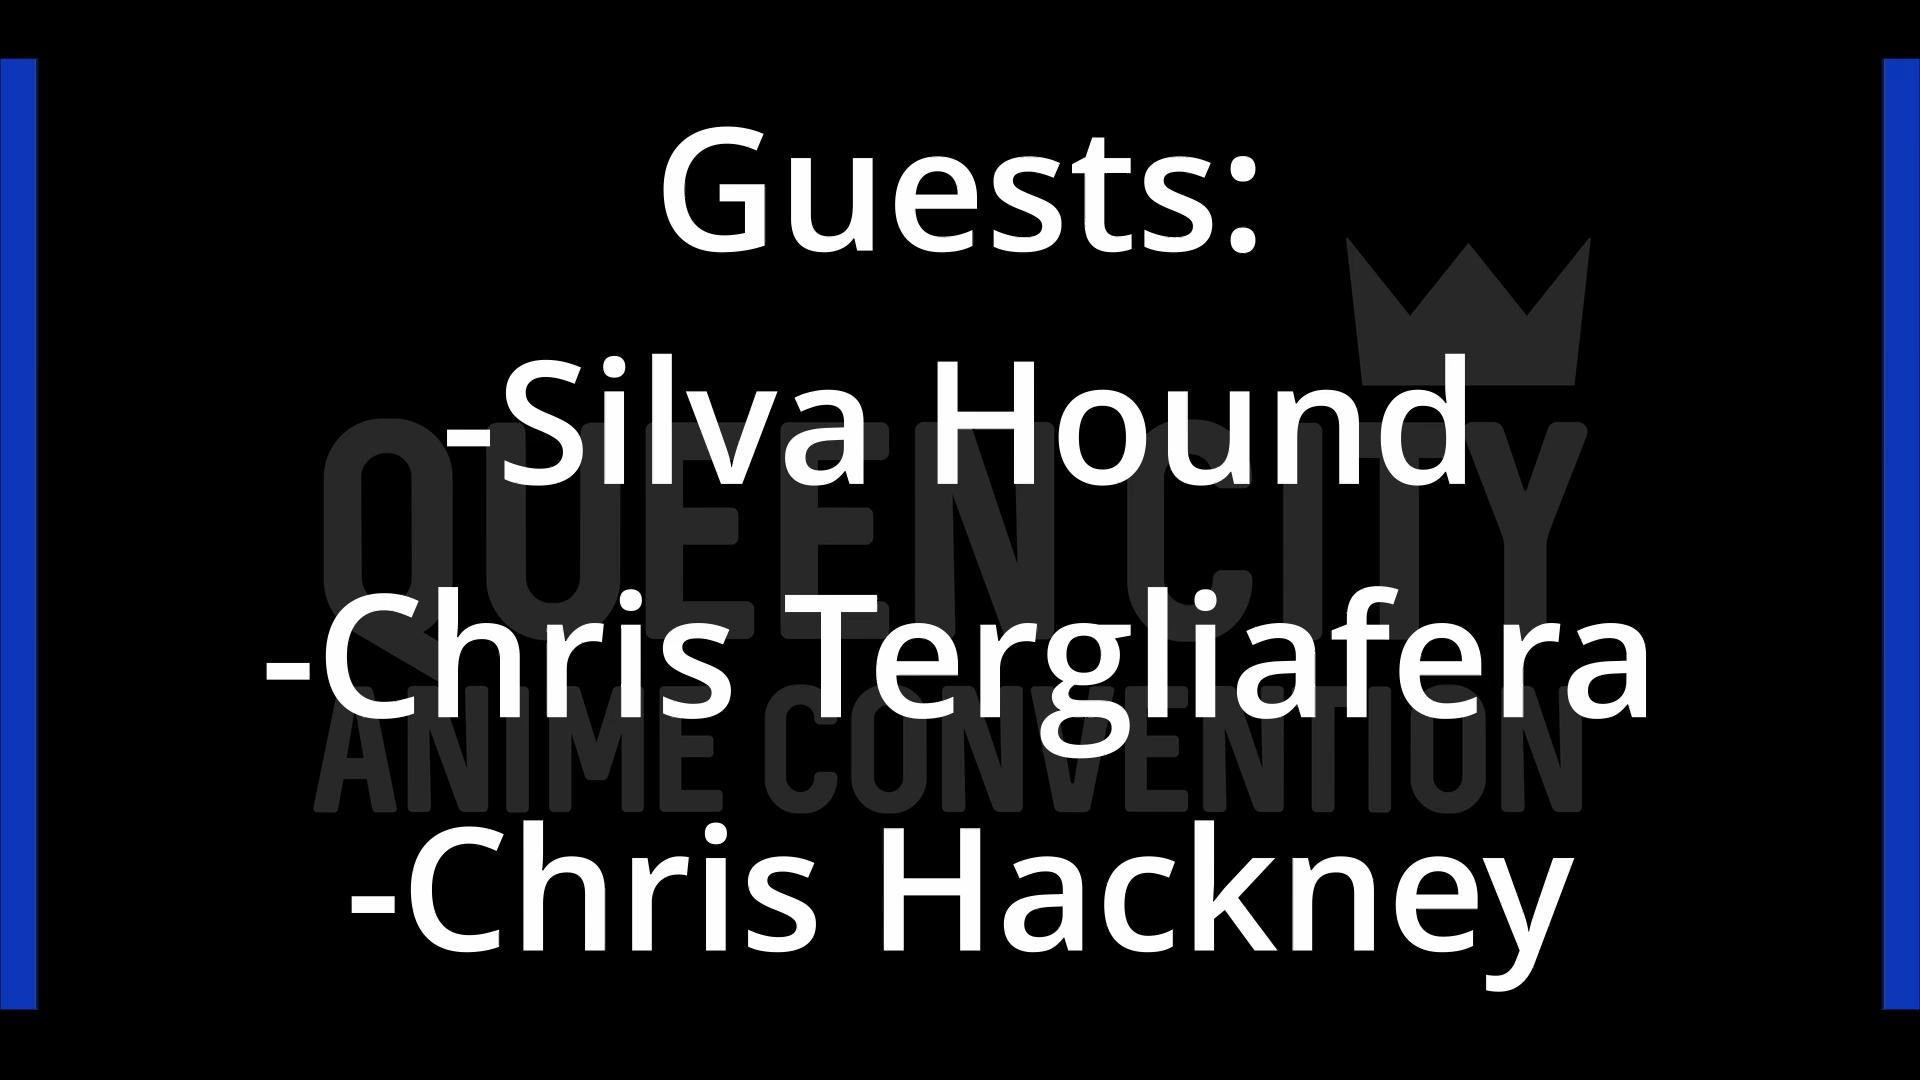 Guests:
-Silva Hound
QUEEN CITY
-Chris Tergliafera
ANIME CONVENTION
-Chris Hackney